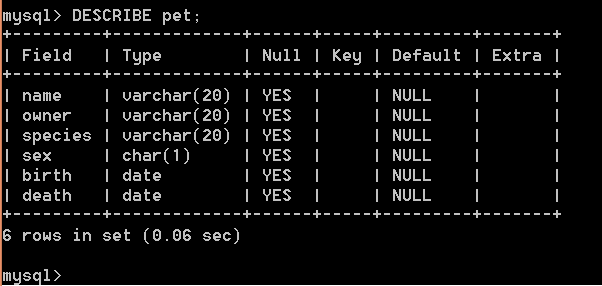 mysql> DESCRIBE pet;
+---------+-------------+------+-----+---------+-------+
| Field   | Type        | Null | Key | Default | Extra |
+---------+-------------+------+-----+---------+-------+
| name    | varchar(20) | YES  |     | NULL    |       |
| owner   | varchar(20) | YES  |     | NULL    |       |
| species | varchar(20) | YES  |     | NULL    |       |
| sex     | char(1)     | YES  |     | NULL    |       |
| birth   | date        | YES  |     | NULL    |       |
| death   | date        | YES  |     | NULL    |       |
+---------+-------------+------+-----+---------+-------+
6 rows in set (0.06 sec)

mysql>